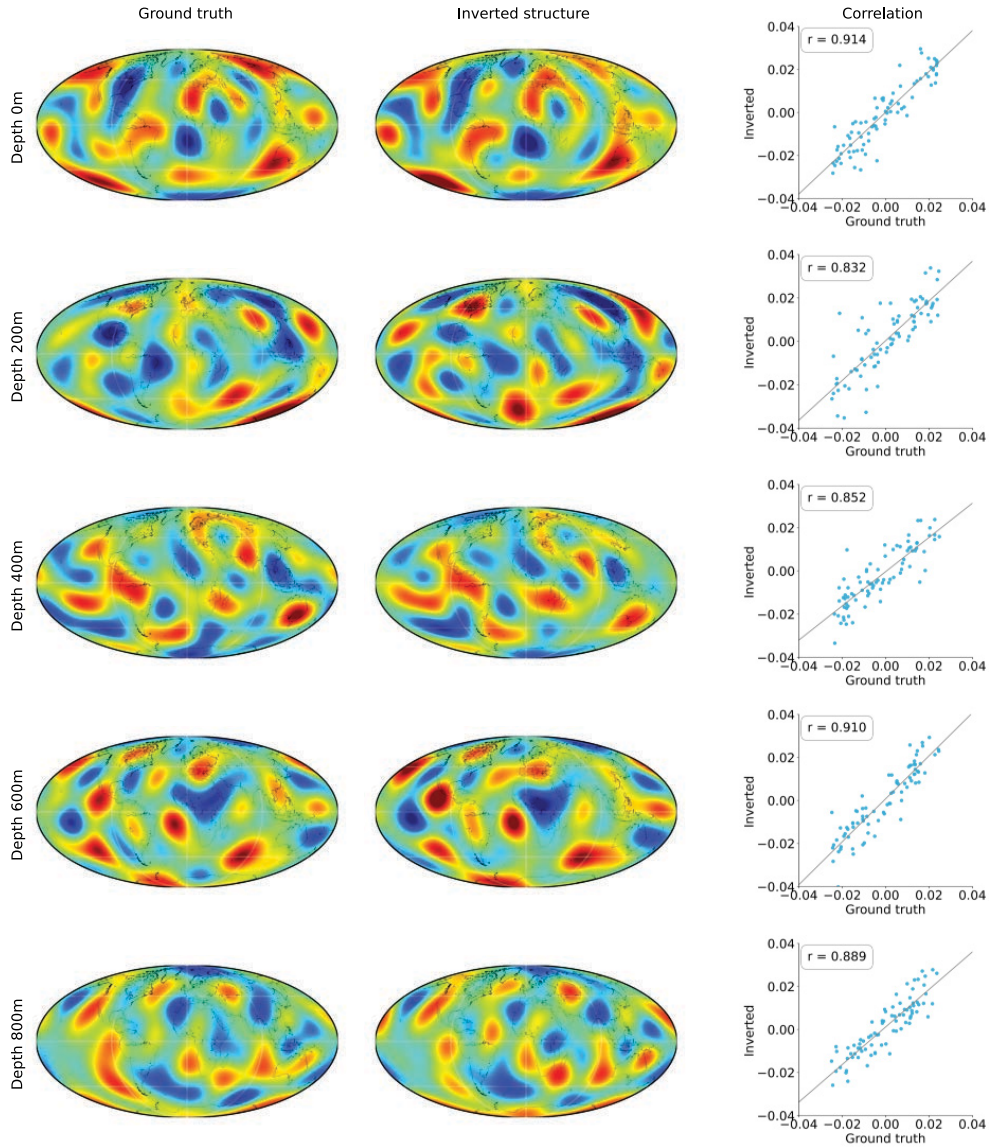 Ground truth
Inverted structure
Correlation
Depth 0m
r = 0.914
Inverted
0.04
0.02
0.00
−0.02
−0.04
−0.04 −0.02 0.00 0.02 0.04
Ground truth
Depth 200m
r = 0.832
Inverted
0.04
0.02
0.00
−0.02
−0.04
−0.04 −0.02 0.00 0.02 0.04
Ground truth
Depth 400m
r = 0.852
Inverted
0.04
0.02
0.00
−0.02
−0.04
−0.04 −0.02 0.00 0.02 0.04
Ground truth
Depth 600m
r = 0.910
Inverted
0.04
0.02
0.00
−0.02
−0.04
−0.04 −0.02 0.00 0.02 0.04
Ground truth
Depth 800m
r = 0.889
Inverted
0.04
0.02
0.00
−0.02
−0.04
−0.04 −0.02 0.00 0.02 0.04
Ground truth